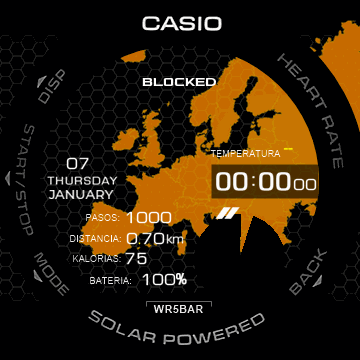 CASIO
BLOCKED
DISP
HEART RATE
START/STOP
TEMPERATURA
07
THURSDAY
JANUARY
00:00 00
PASOS: 1000
DISTANCIA: 0.70km
KALORIAS: 75
BATERIA: 100%
MODE
BACK
WR5BAR
SOLAR POWERED